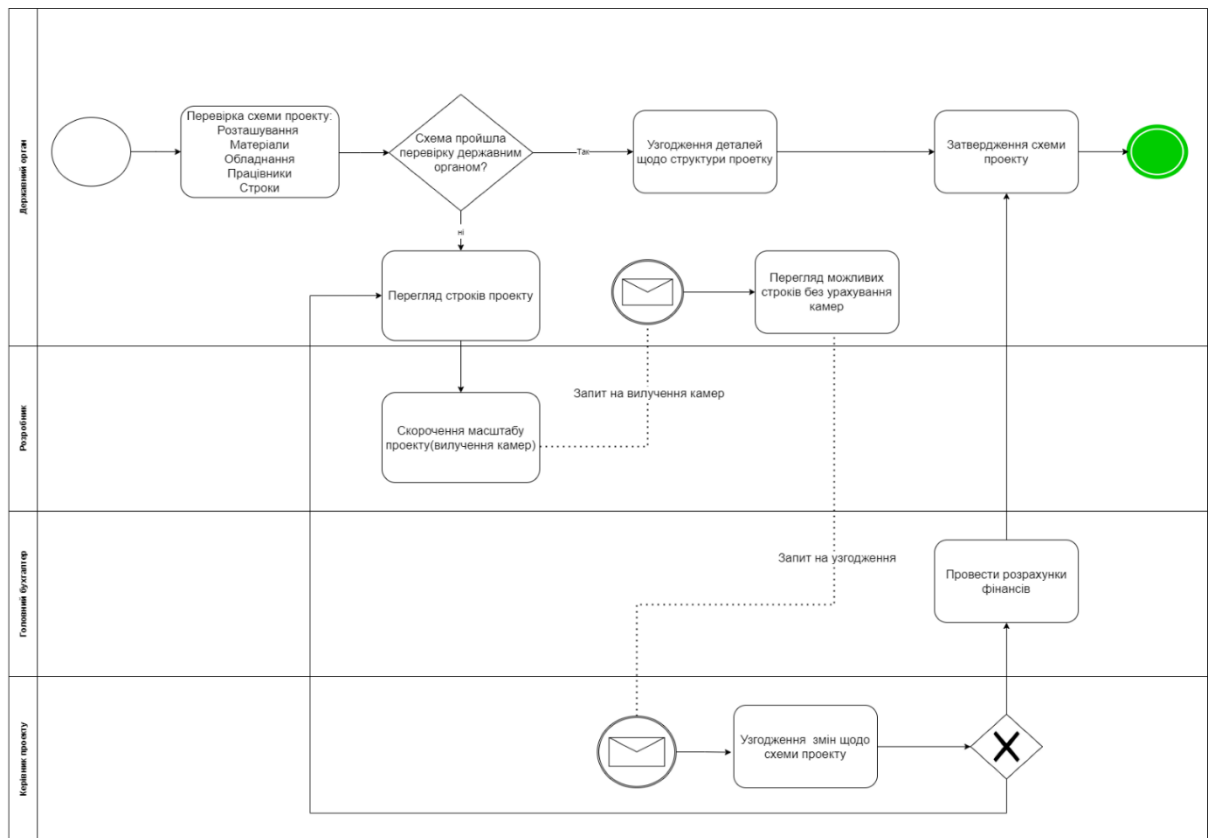 Державний орган
Перевірка схеми проекту:
Розташування
Матеріали
Обладнання
Працівники
Строки
Схема пройшла
перевірку державним
органом?
Так
Узгодження деталей
щодо структури проетку
Затвердження схеми
проекту
ні
Перегляд строків проекту
Перегляд можливих
строків без урахування
камер
Розробник
Запит на вилучення камер
Скорочення масштабу
проекту(вилучення камер)
Головний бухгалтер
Запит на узгодження
Провести розрахунки
фінансів
Керівник проекту
Узгодження змін щодо
схеми проекту